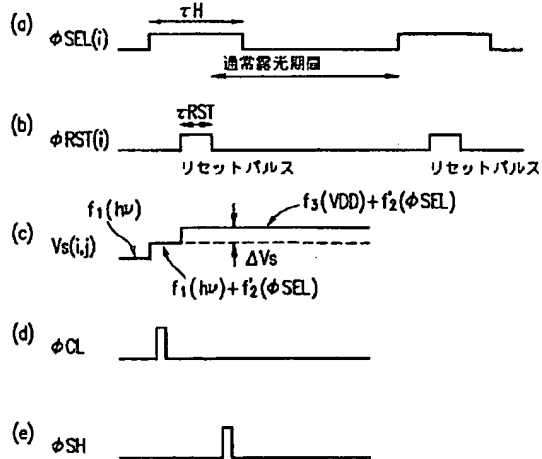 τH
(a)
φSEL(i)
通常露光期間
(b)
τRST
φRST(i)
リセットパルス
リセットパルス
f₁(hν)
f₃(VDD)+f₂'(φSEL)
(c)
Vs(i,j)
ΔVs
f₁(hν)+f₂'(φSEL)
(d)
φCL
(e)
φSH